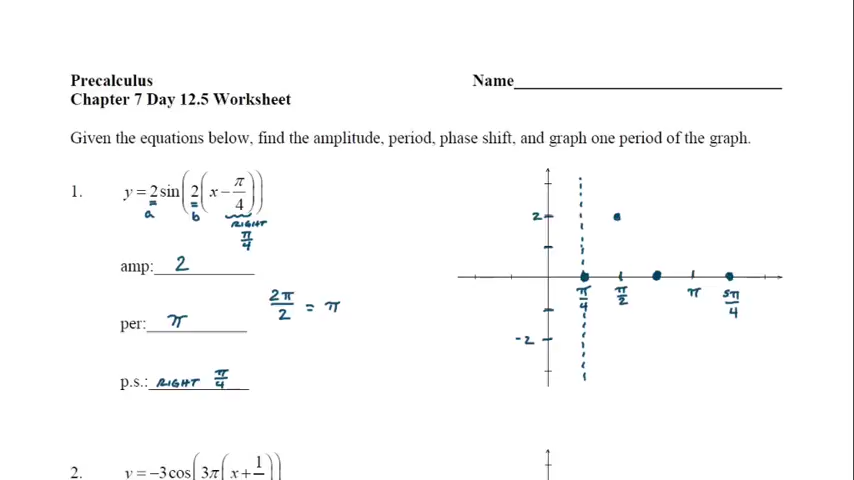 Precalculus
Name
Chapter 7 Day 12.5 Worksheet
Given the equations below, find the amplitude, period, phase shift, and graph one period of the graph.
1. y = 2 sin(2(x − π/4))
a b RIGHT π/4
amp: 2
2π/2 = π
per: π
p.s.: RIGHT π/4
2
-2
π/4 π/2 π 5π/4
2. y = −3cos(3π(x + 1